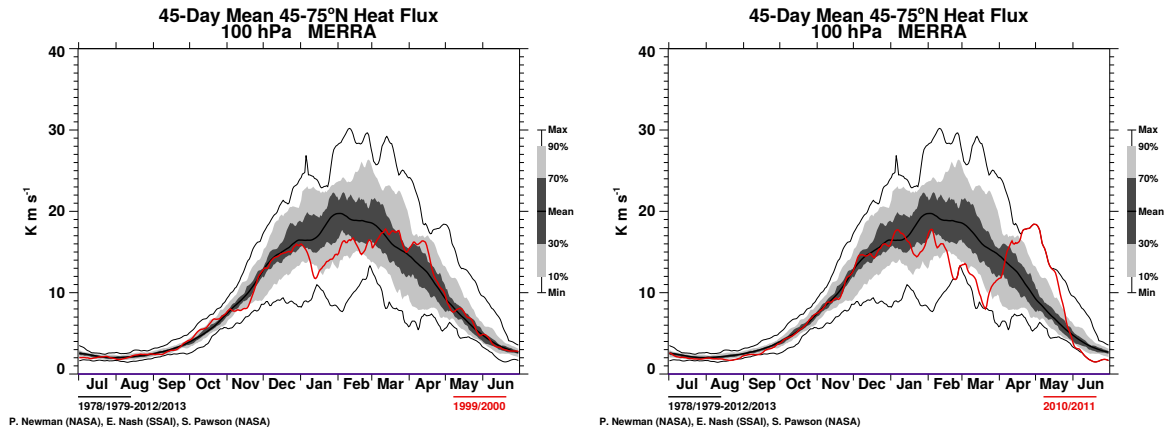 45-Day Mean 45-75°N Heat Flux
100 hPa MERRA
40
30
20
10
0
K m s⁻¹
Max
90%
70%
Mean
30%
10%
Min
Jul Aug Sep Oct Nov Dec Jan Feb Mar Apr May Jun
1978/1979-2012/2013
1999/2000
P. Newman (NASA), E. Nash (SSAI), S. Pawson (NASA)
45-Day Mean 45-75°N Heat Flux
100 hPa MERRA
40
30
20
10
0
K m s⁻¹
Max
90%
70%
Mean
30%
10%
Min
Jul Aug Sep Oct Nov Dec Jan Feb Mar Apr May Jun
1978/1979-2012/2013
2010/2011
P. Newman (NASA), E. Nash (SSAI), S. Pawson (NASA)